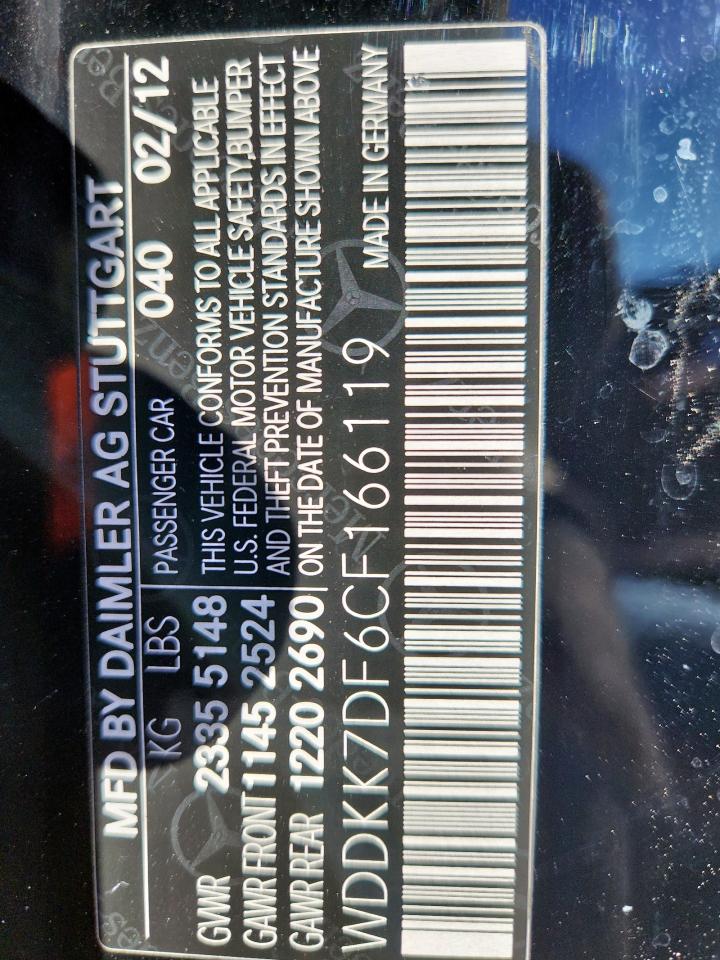 MFD BY DAIMLER AG STUTTGART
KG LBS PASSENGER CAR 040 02/12
GWR 2335 5148 THIS VEHICLE CONFORMS TO ALL APPLICABLE
GAWR FRONT 1145 2524 U.S. FEDERAL MOTOR VEHICLE SAFETY,BUMPER
AND THEFT PREVENTION STANDARDS IN EFFECT
GAWR REAR 1220 2690 ON THE DATE OF MANUFACTURE SHOWN ABOVE
WDDKK7DF6CF166119 MADE IN GERMANY